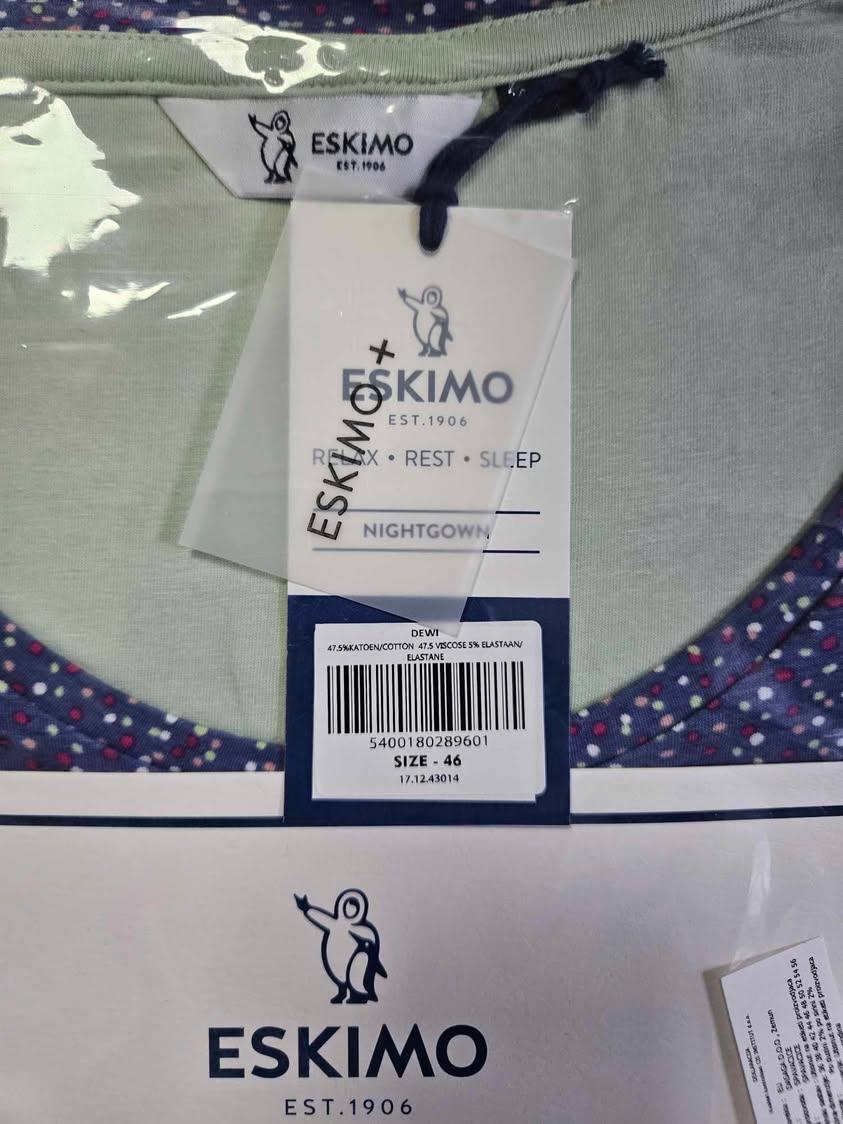 ESKIMO
EST.1906
ESKIMO
EST.1906
RELAX • REST • SLEEP
NIGHTGOWN
ESKIMO +
DEWI
47.5%KATOEN/COTTON 47.5 VISCOSE 5% ELASTAAN/
ELASTANE
5400180289601
SIZE - 46
17.12.43014
ESKIMO
EST.1906